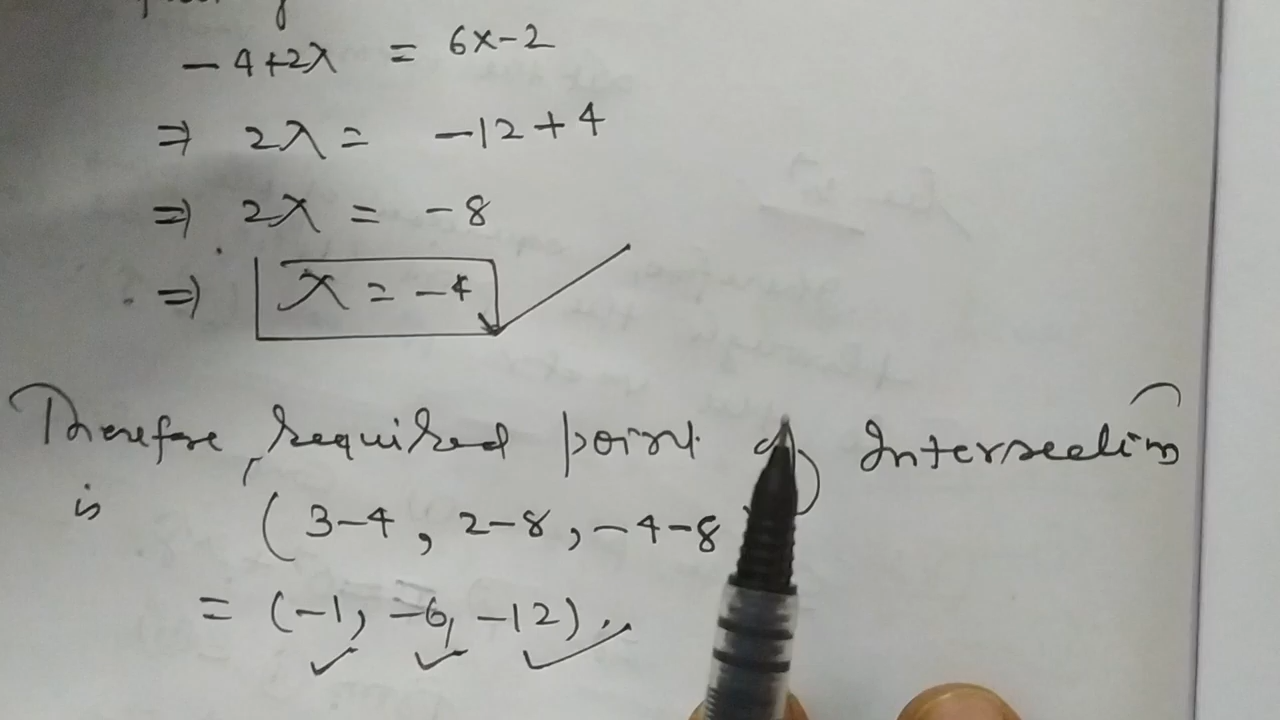 -4+2λ = 6x-2
⇒ 2λ = -12+4
⇒ 2λ = -8
⇒ λ = -4
Therefore, required point of Intersection
is (3-4, 2-8, -4-8
= (-1, -6, -12).